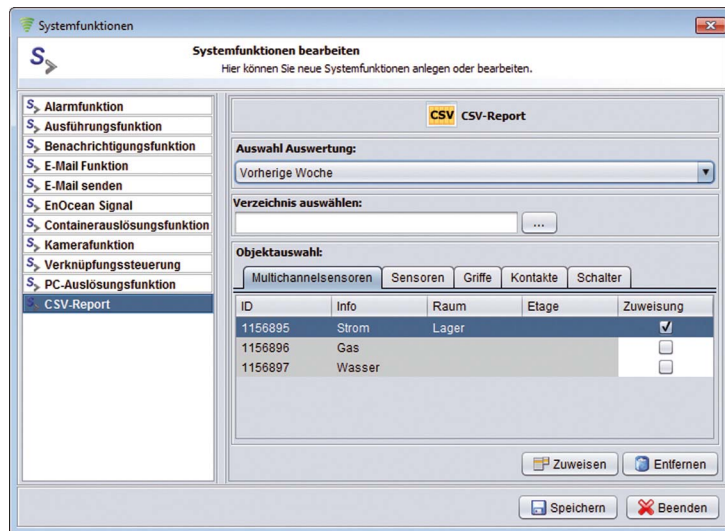 Systemfunktionen
Systemfunktionen bearbeiten
Hier können Sie neue Systemfunktionen anlegen oder bearbeiten.
Alarmfunktion
Ausführungsfunktion
Benachrichtigungsfunktion
E-Mail Funktion
E-Mail senden
EnOcean Signal
Containerauslösungsfunktion
Kamerafunktion
Verknüpfungssteuerung
PC-Auslösungsfunktion
CSV-Report
CSV CSV-Report
Auswahl Auswertung:
Vorherige Woche
Verzeichnis auswählen:
...
Objektauswahl:
Multichannelsensoren Sensoren Griffe Kontakte Schalter
ID Info Raum Etage Zuweisung
1156895 Strom Lager
1156896 Gas
1156897 Wasser
Zuweisen Entfernen
Speichern Beenden